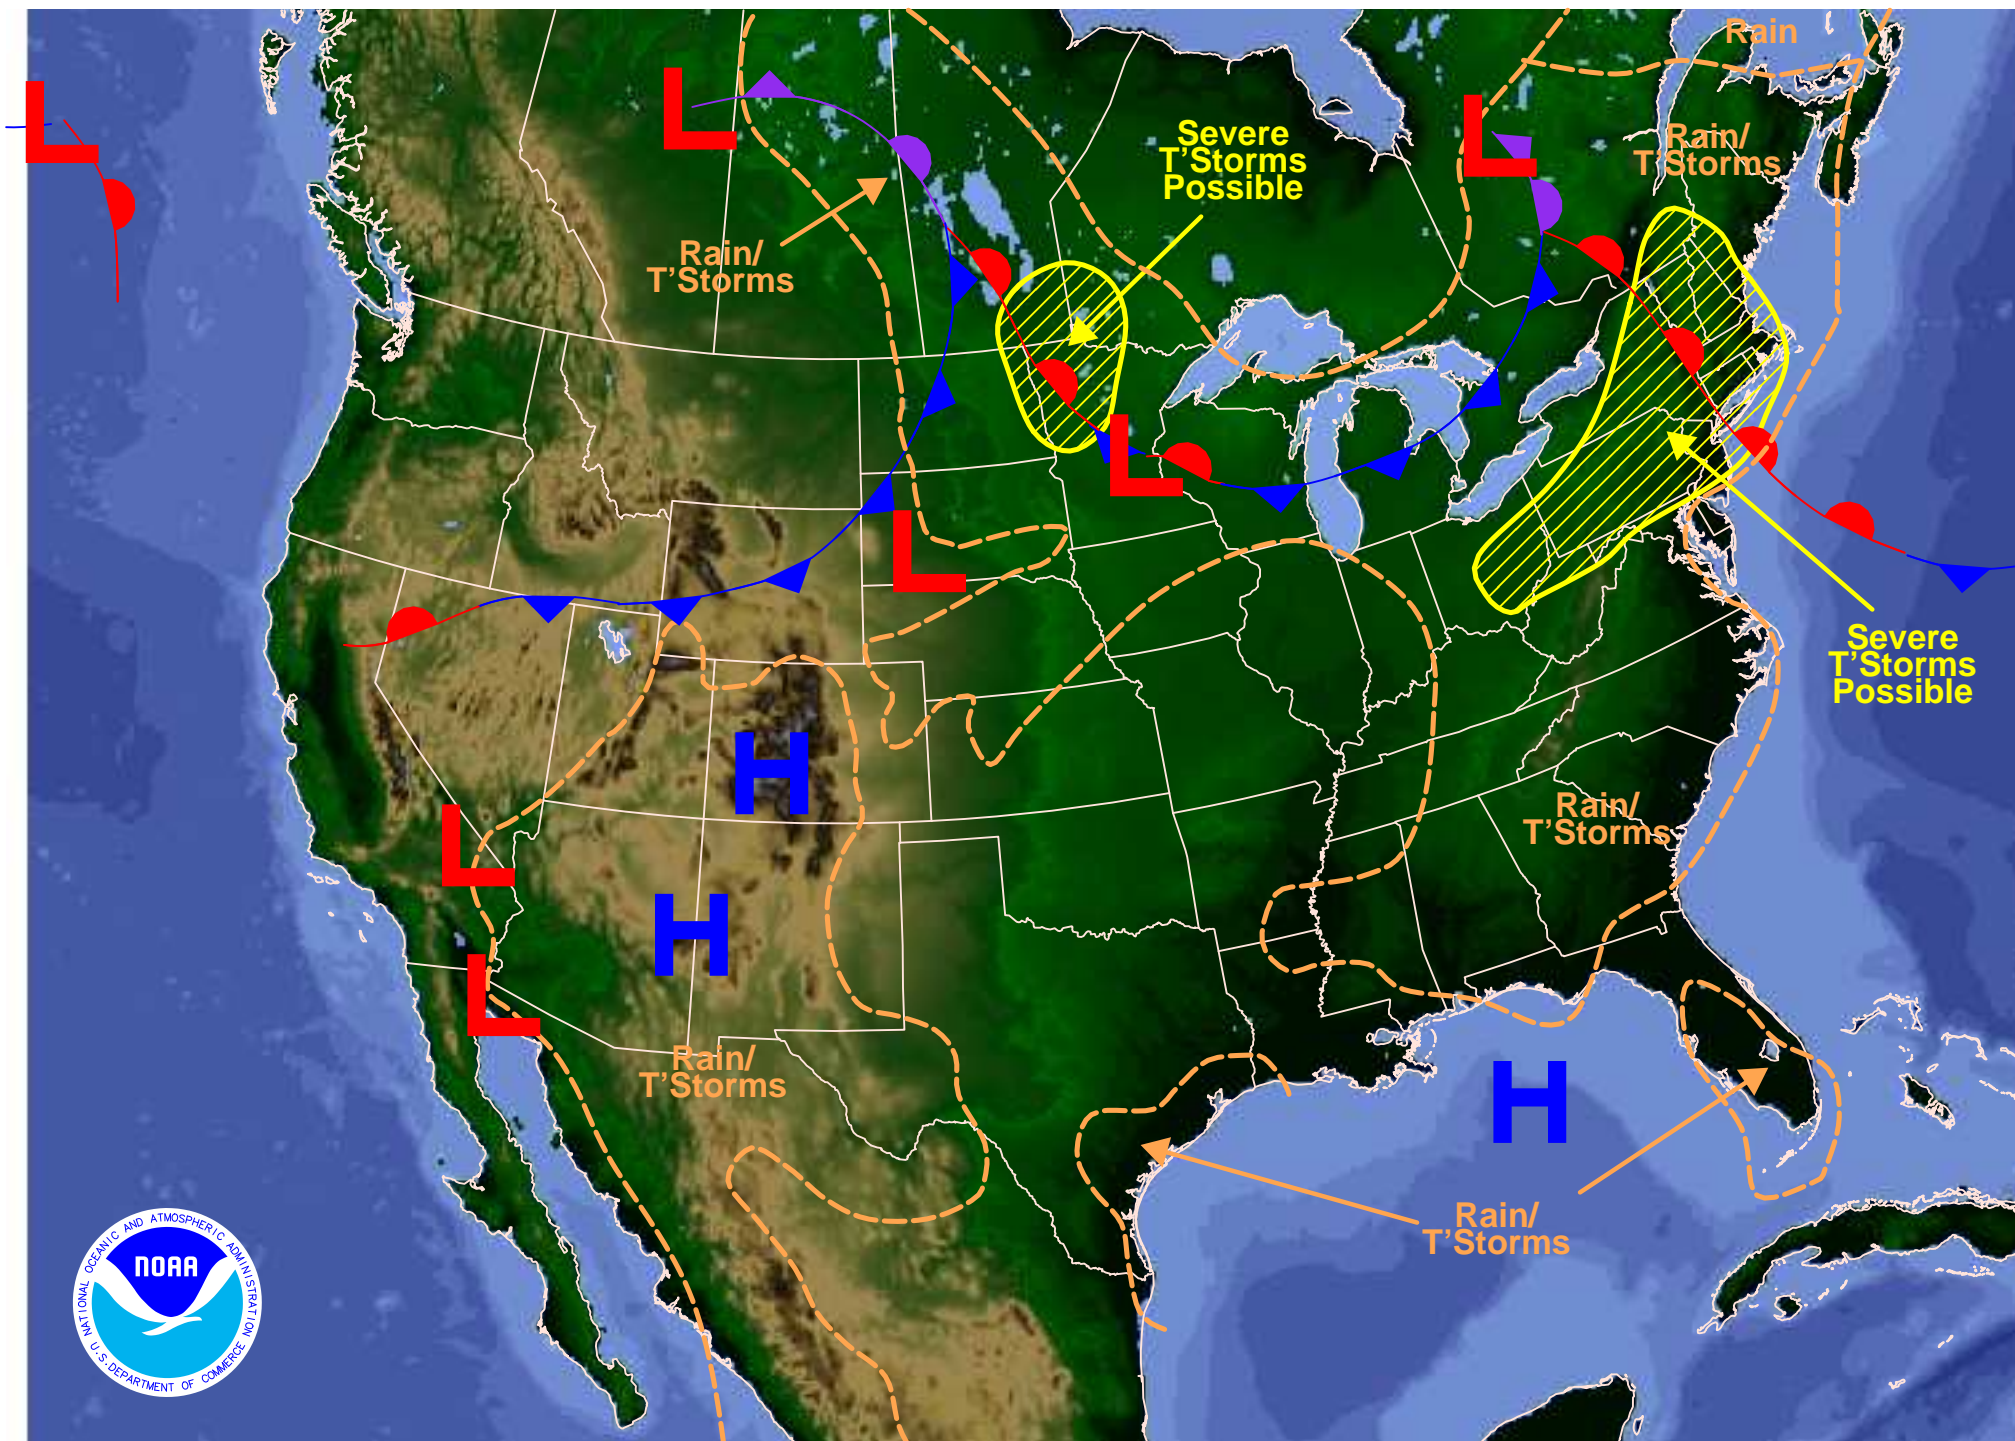 Rain
Severe
T'Storms
Possible
Rain/
T'Storms
L
L
L
Rain/
T'Storms
L
L
Severe
T'Storms
Possible
H
Rain/
T'Storms
L
H
L
Rain/
T'Storms
H
Rain/
T'Storms
NATIONAL OCEANIC AND ATMOSPHERIC ADMINISTRATION
NOAA
U.S. DEPARTMENT OF COMMERCE